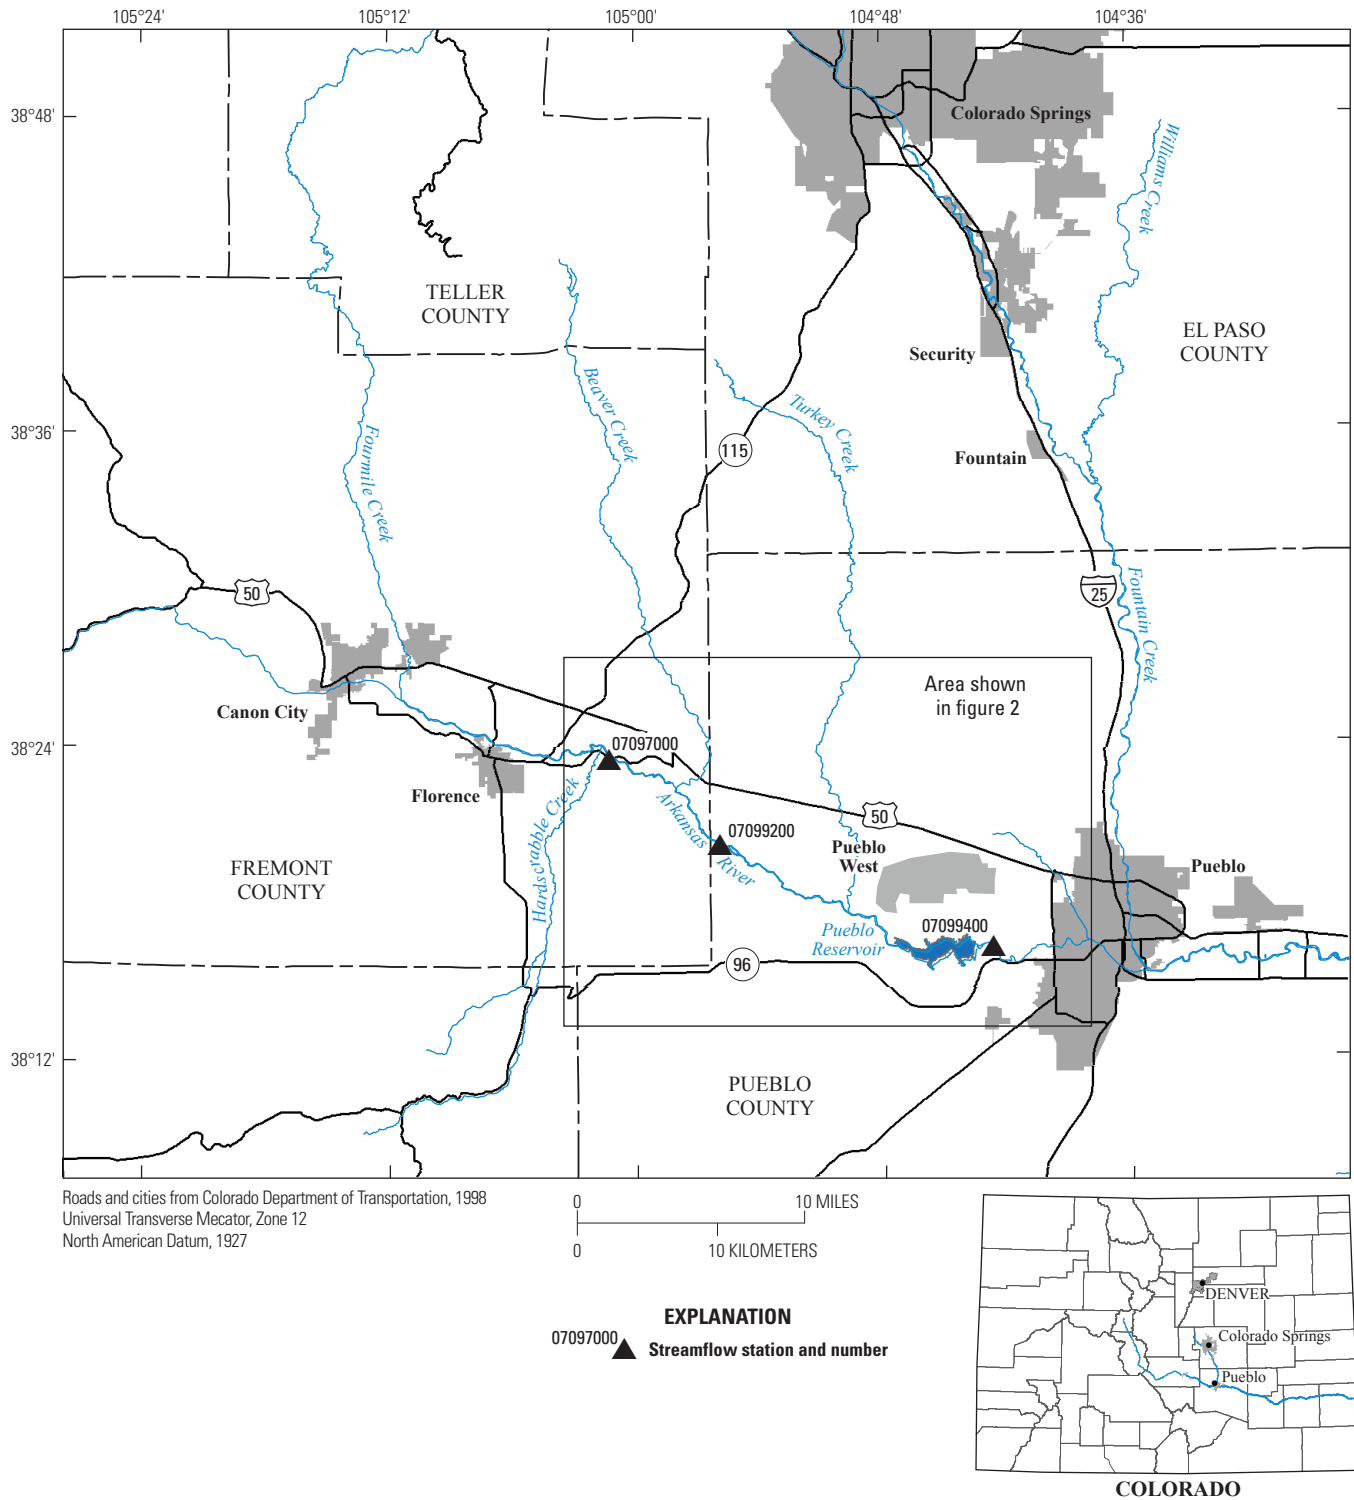 105°24'
105°12'
105°00'
104°48'
104°36'
38°48'
38°36'
38°24'
38°12'
Colorado Springs
Williams Creek
TELLER
COUNTY
EL PASO
COUNTY
Security
Beaver Creek
Turkey Creek
Fourmile Creek
115
Fountain
50
25
Fountain Creek
Area shown
in figure 2
Canon City
07097000
Florence
Hardscrabble Creek
Arkansas
River
07099200
50
Pueblo
West
Pueblo
FREMONT
COUNTY
07099400
Pueblo
Reservoir
96
PUEBLO
COUNTY
Roads and cities from Colorado Department of Transportation, 1998
Universal Transverse Mecator, Zone 12
North American Datum, 1927
0
10 MILES
0
10 KILOMETERS
EXPLANATION
07097000
Streamflow station and number
DENVER
Colorado Springs
Pueblo
COLORADO